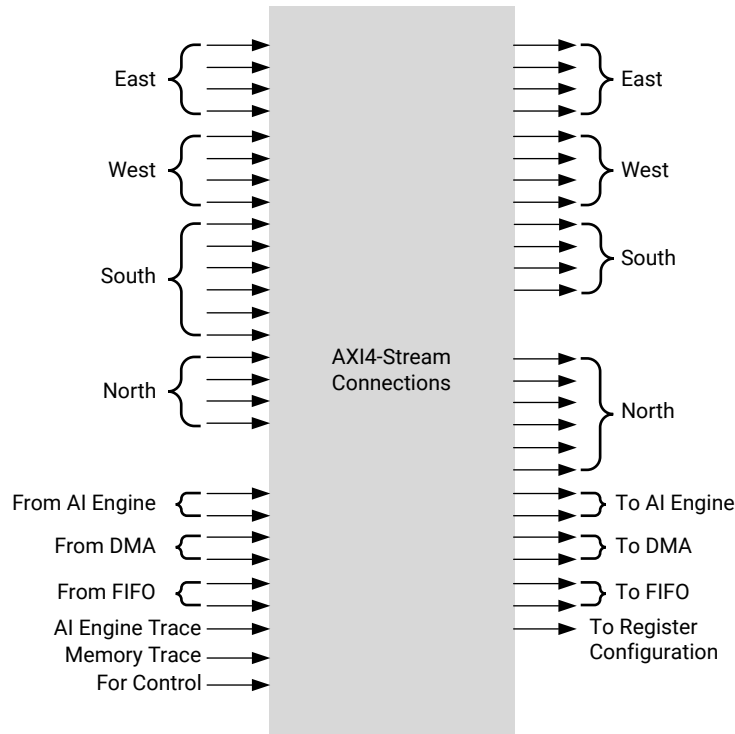 East
West
South
North
From AI Engine
From DMA
From FIFO
AI Engine Trace
Memory Trace
For Control
AXI4-Stream
Connections
East
West
South
North
To AI Engine
To DMA
To FIFO
To Register
Configuration